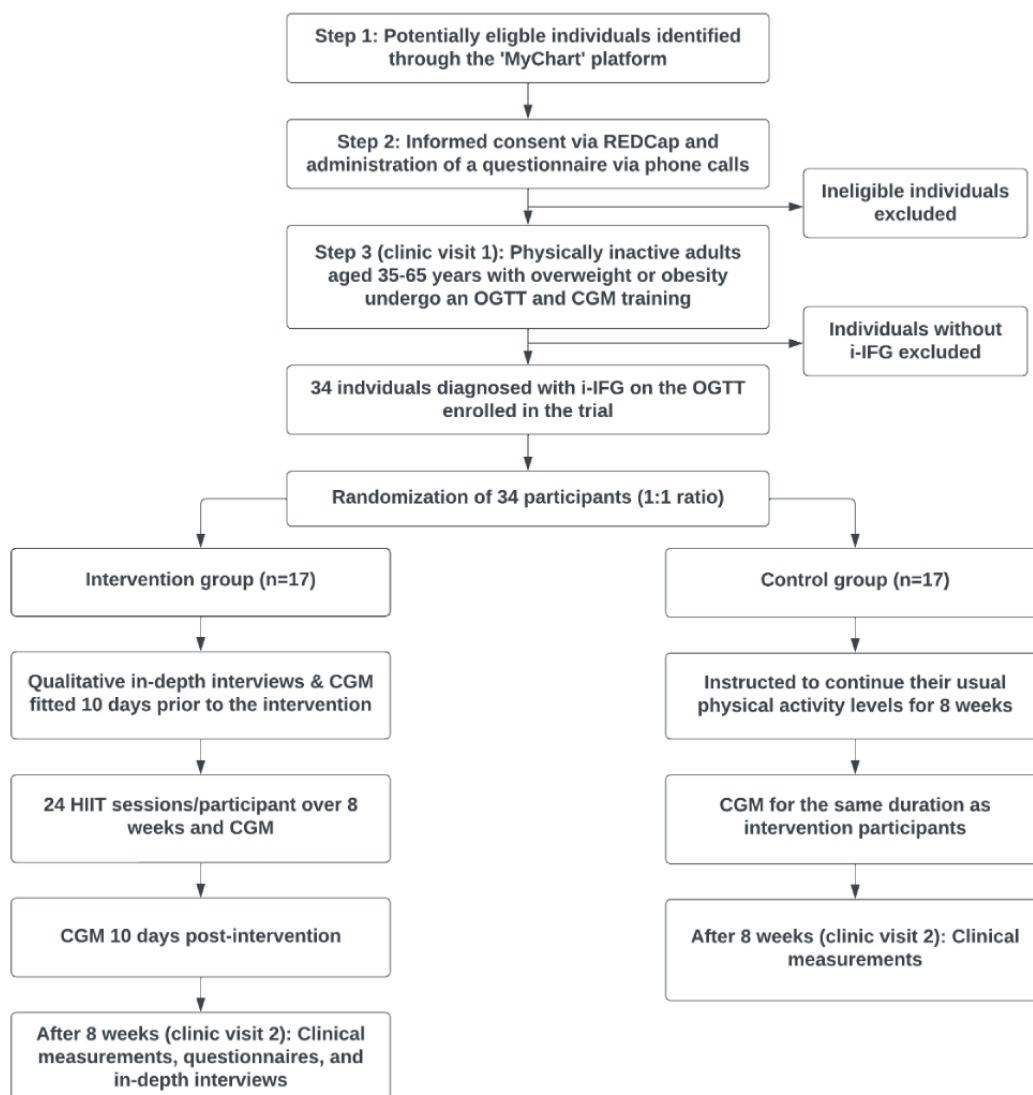 Step 1: Potentially eligble individuals identified
through the 'MyChart' platform
Step 2: Informed consent via REDCap and
administration of a questionnaire via phone calls
Ineligible individuals
excluded
Step 3 (clinic visit 1): Physically inactive adults
aged 35-65 years with overweight or obesity
undergo an OGTT and CGM training
Individuals without
i-IFG excluded
34 indviduals diagnosed with i-IFG on the OGTT
enrolled in the trial
Randomization of 34 participants (1:1 ratio)
Intervention group (n=17)
Qualitative in-depth interviews & CGM
fitted 10 days prior to the intervention
24 HIIT sessions/participant over 8
weeks and CGM
CGM 10 days post-intervention
After 8 weeks (clinic visit 2): Clinical
measurements, questionnaires, and
in-depth interviews
Control group (n=17)
Instructed to continue their usual
physical activity levels for 8 weeks
CGM for the same duration as
intervention participants
After 8 weeks (clinic visit 2): Clinical
measurements